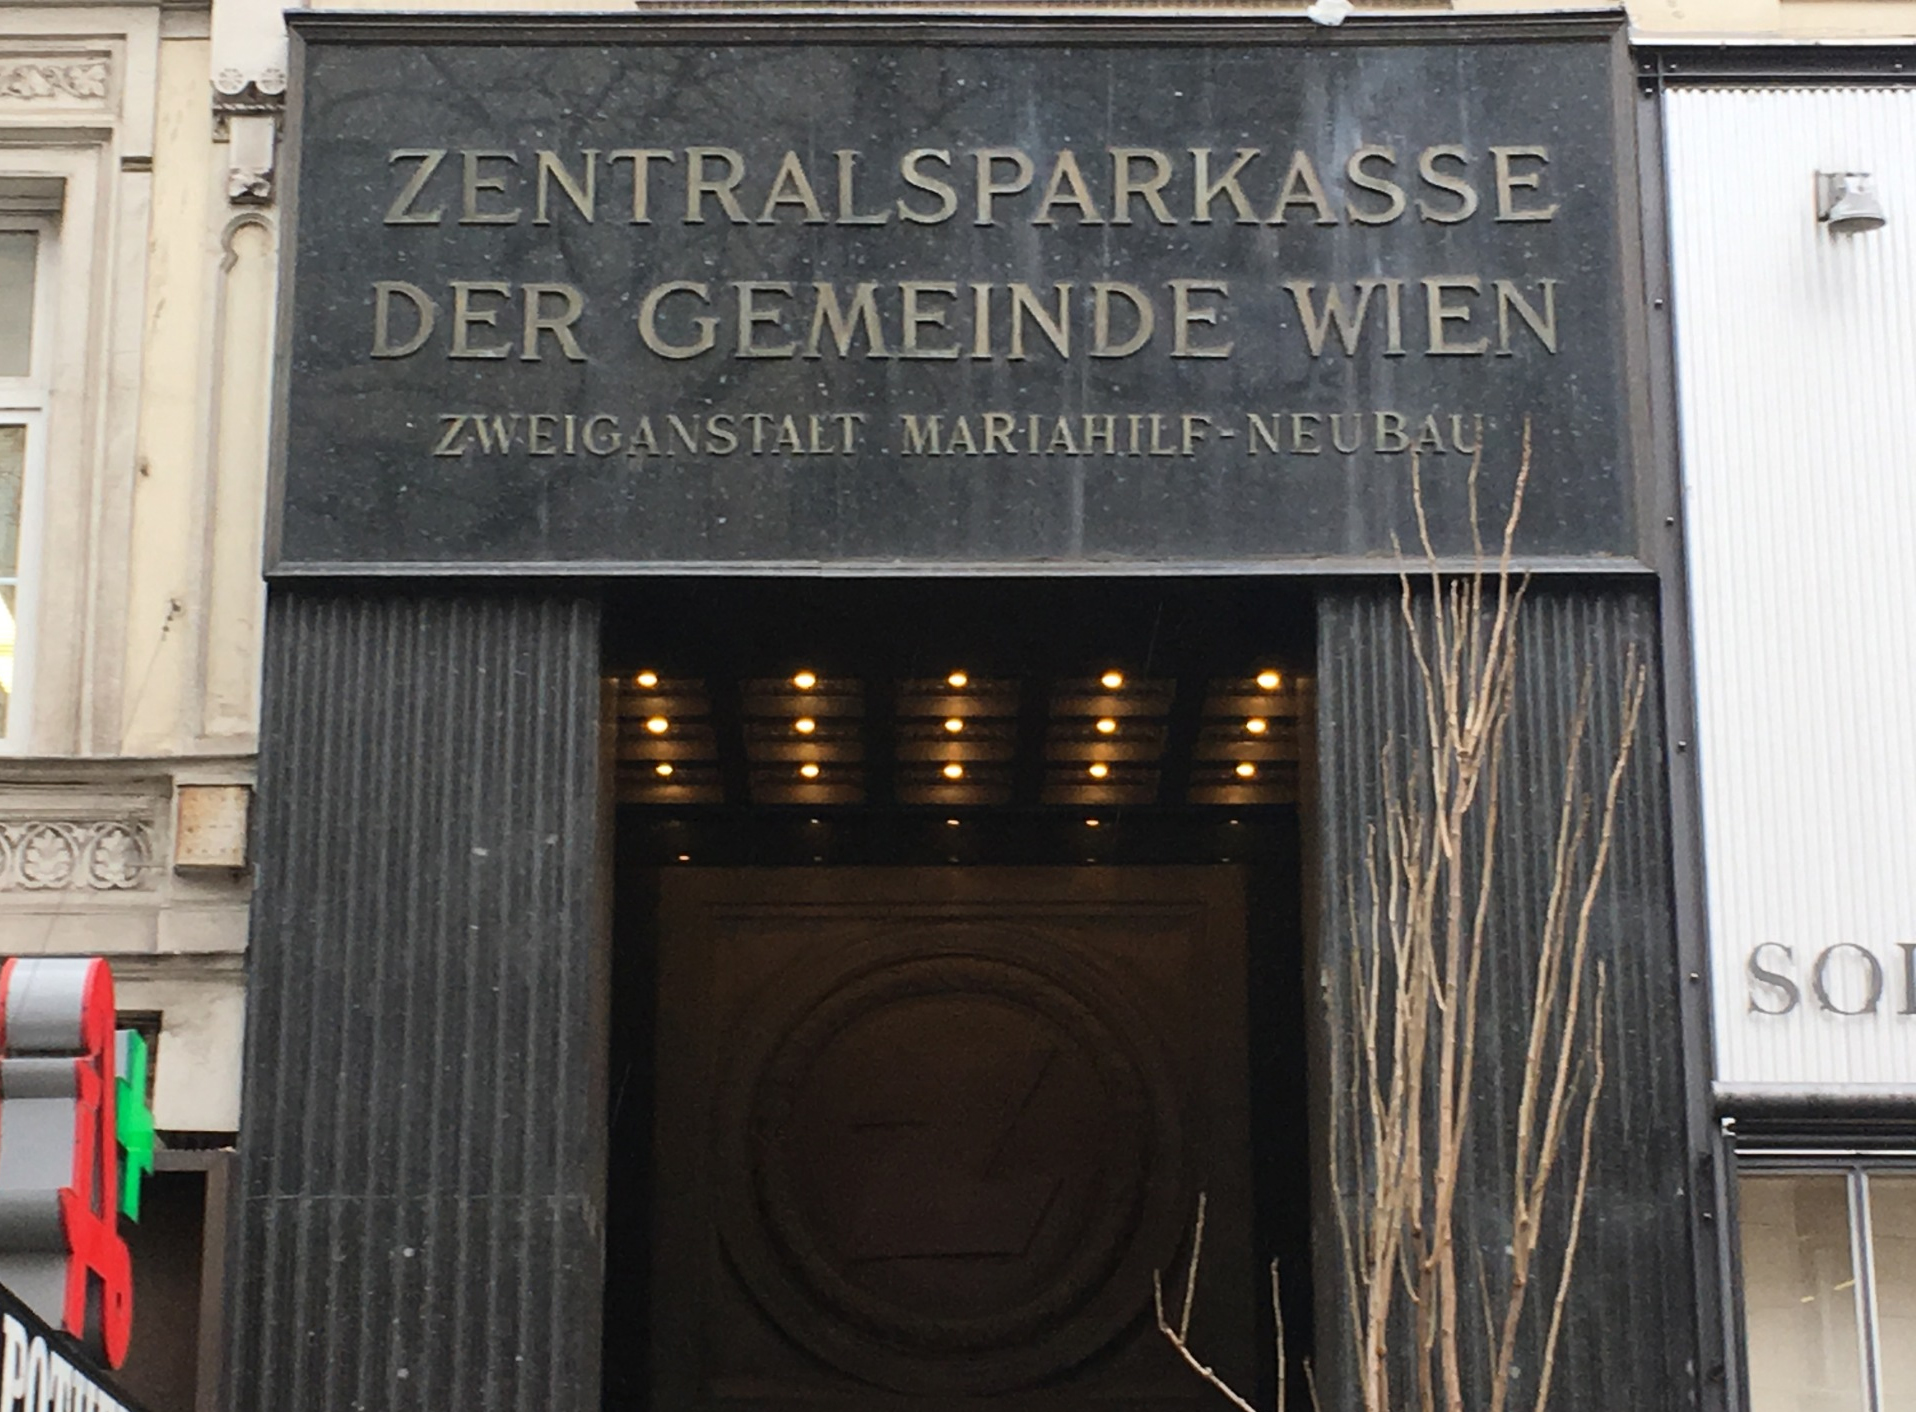 ZENTRALSPARKASSE
DER GEMEINDE WIEN
ZWEIGANSTALT MARIAHILF-NEUBAU